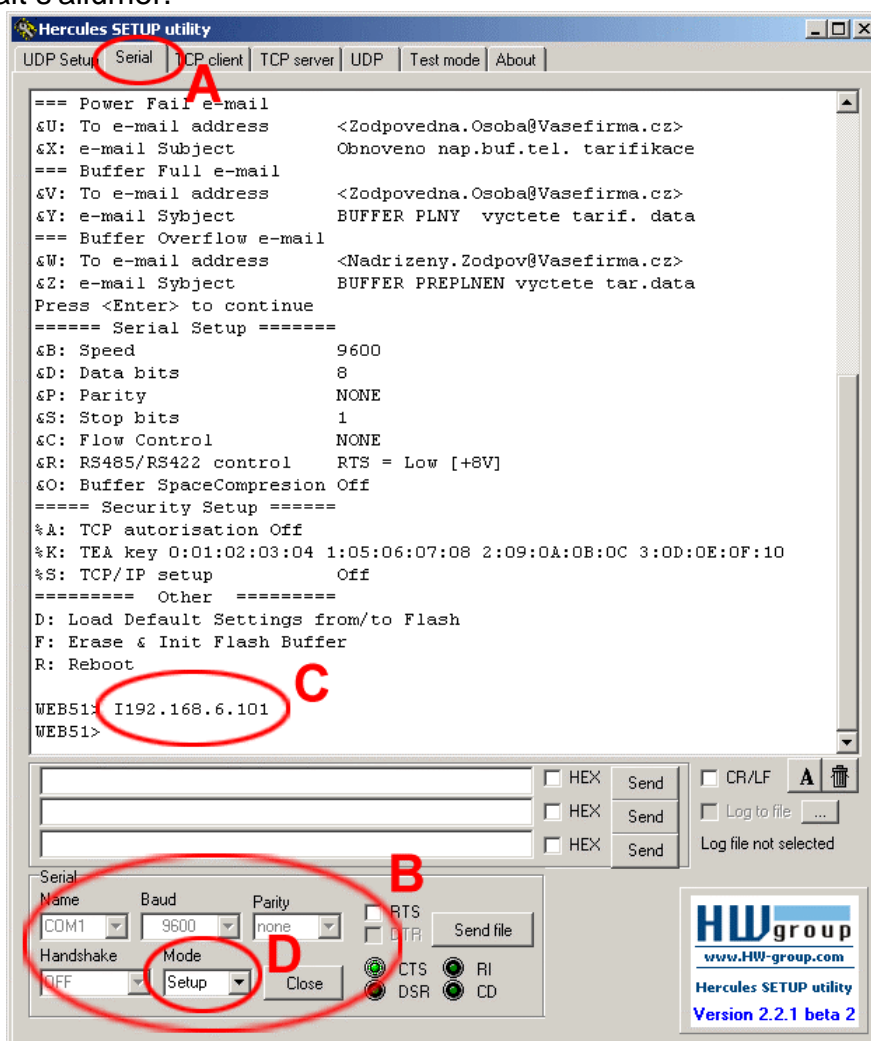 ait s'allumer.
Hercules SETUP utility
UDP Setup Serial TCP client TCP server UDP Test mode About
A
=== Power Fail e-mail
&U: To e-mail address <Zodpovedna.Osoba@Vasefirma.cz>
&X: e-mail Subject Obnoveno nap.buf.tel. tarifikace
=== Buffer Full e-mail
&V: To e-mail address <Zodpovedna.Osoba@Vasefirma.cz>
&Y: e-mail Sybject BUFFER PLNY vyctete tarif. data
=== Buffer Overflow e-mail
&W: To e-mail address <Nadrizeny.Zodpov@Vasefirma.cz>
&Z: e-mail Sybject BUFFER PREPLNEN vyctete tar.data
Press <Enter> to continue
====== Serial Setup =======
&B: Speed 9600
&D: Data bits 8
&P: Parity NONE
&S: Stop bits 1
&C: Flow Control NONE
&R: RS485/RS422 control RTS = Low [+8V]
&O: Buffer SpaceCompresion Off
===== Security Setup ======
%A: TCP autorisation Off
%K: TEA key 0:01:02:03:04 1:05:06:07:08 2:09:0A:0B:0C 3:0D:0E:0F:10
%S: TCP/IP setup Off
========= Other =========
D: Load Default Settings from/to Flash
F: Erase & Init Flash Buffer
R: Reboot
C
WEB51> I192.168.6.101
WEB51>
HEX Send CR/LF A
HEX Send Log to file ...
HEX Send Log file not selected
Serial
B
Name Baud Parity
COM1 9600 none RTS
DTR Send file
Handshake Mode D
OFF Setup Close CTS RI
DSR CD
HWgroup
www.HW-group.com
Hercules SETUP utility
Version 2.2.1 beta 2